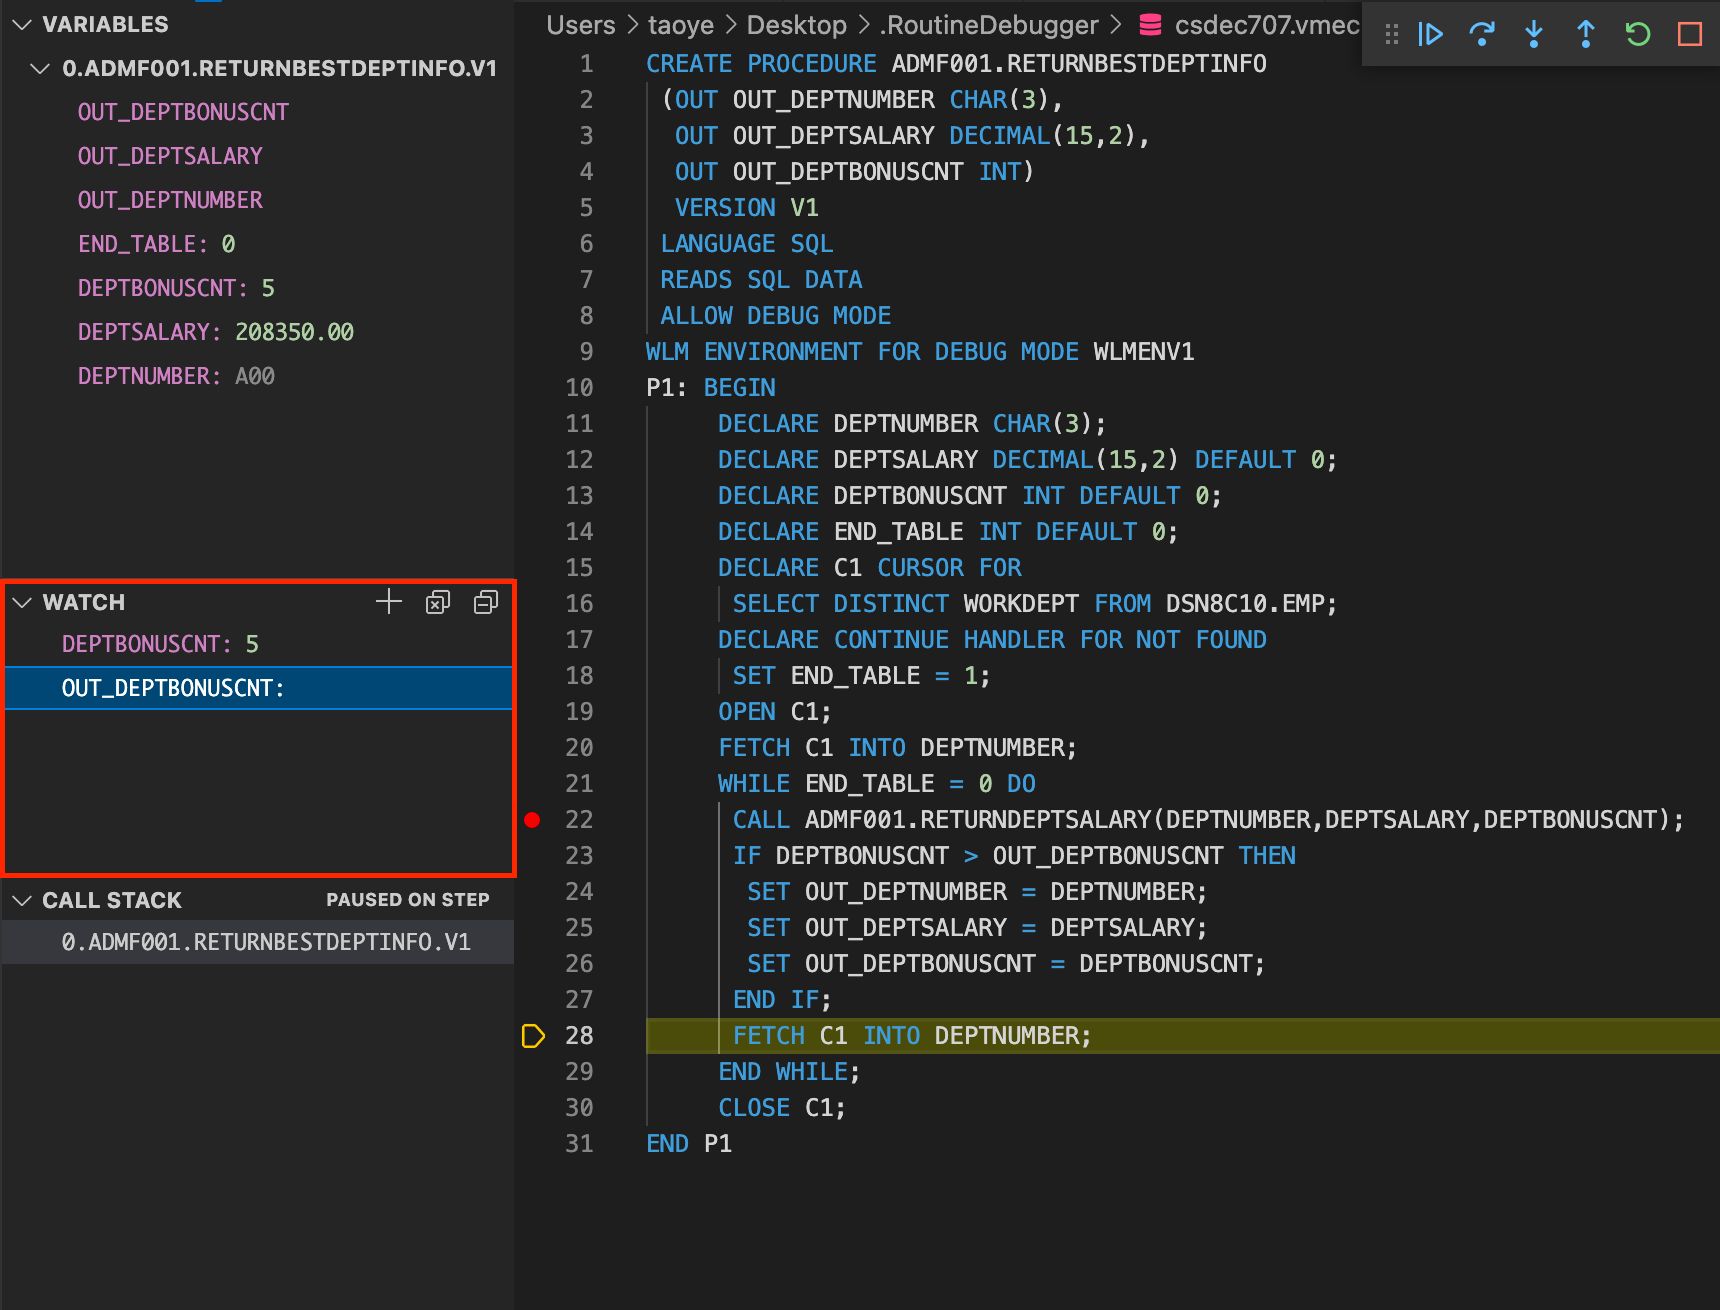 VARIABLES
0.ADMF001.RETURNBESTDEPTINFO.V1
OUT_DEPTBONUSCNT
OUT_DEPTSALARY
OUT_DEPTNUMBER
END_TABLE: 0
DEPTBONUSCNT: 5
DEPTSALARY: 208350.00
DEPTNUMBER: A00
WATCH
DEPTBONUSCNT: 5
OUT_DEPTBONUSCNT:
CALL STACK PAUSED ON STEP
0.ADMF001.RETURNBESTDEPTINFO.V1
Users > taoye > Desktop > .RoutineDebugger > csdec707.vmec
1 CREATE PROCEDURE ADMF001.RETURNBESTDEPTINFO
2 (OUT OUT_DEPTNUMBER CHAR(3),
3 OUT OUT_DEPTSALARY DECIMAL(15,2),
4 OUT OUT_DEPTBONUSCNT INT)
5 VERSION V1
6 LANGUAGE SQL
7 READS SQL DATA
8 ALLOW DEBUG MODE
9 WLM ENVIRONMENT FOR DEBUG MODE WLMENV1
10 P1: BEGIN
11 DECLARE DEPTNUMBER CHAR(3);
12 DECLARE DEPTSALARY DECIMAL(15,2) DEFAULT 0;
13 DECLARE DEPTBONUSCNT INT DEFAULT 0;
14 DECLARE END_TABLE INT DEFAULT 0;
15 DECLARE C1 CURSOR FOR
16 SELECT DISTINCT WORKDEPT FROM DSN8C10.EMP;
17 DECLARE CONTINUE HANDLER FOR NOT FOUND
18 SET END_TABLE = 1;
19 OPEN C1;
20 FETCH C1 INTO DEPTNUMBER;
21 WHILE END_TABLE = 0 DO
22 CALL ADMF001.RETURNDEPTSALARY(DEPTNUMBER,DEPTSALARY,DEPTBONUSCNT);
23 IF DEPTBONUSCNT > OUT_DEPTBONUSCNT THEN
24 SET OUT_DEPTNUMBER = DEPTNUMBER;
25 SET OUT_DEPTSALARY = DEPTSALARY;
26 SET OUT_DEPTBONUSCNT = DEPTBONUSCNT;
27 END IF;
28 FETCH C1 INTO DEPTNUMBER;
29 END WHILE;
30 CLOSE C1;
31 END P1